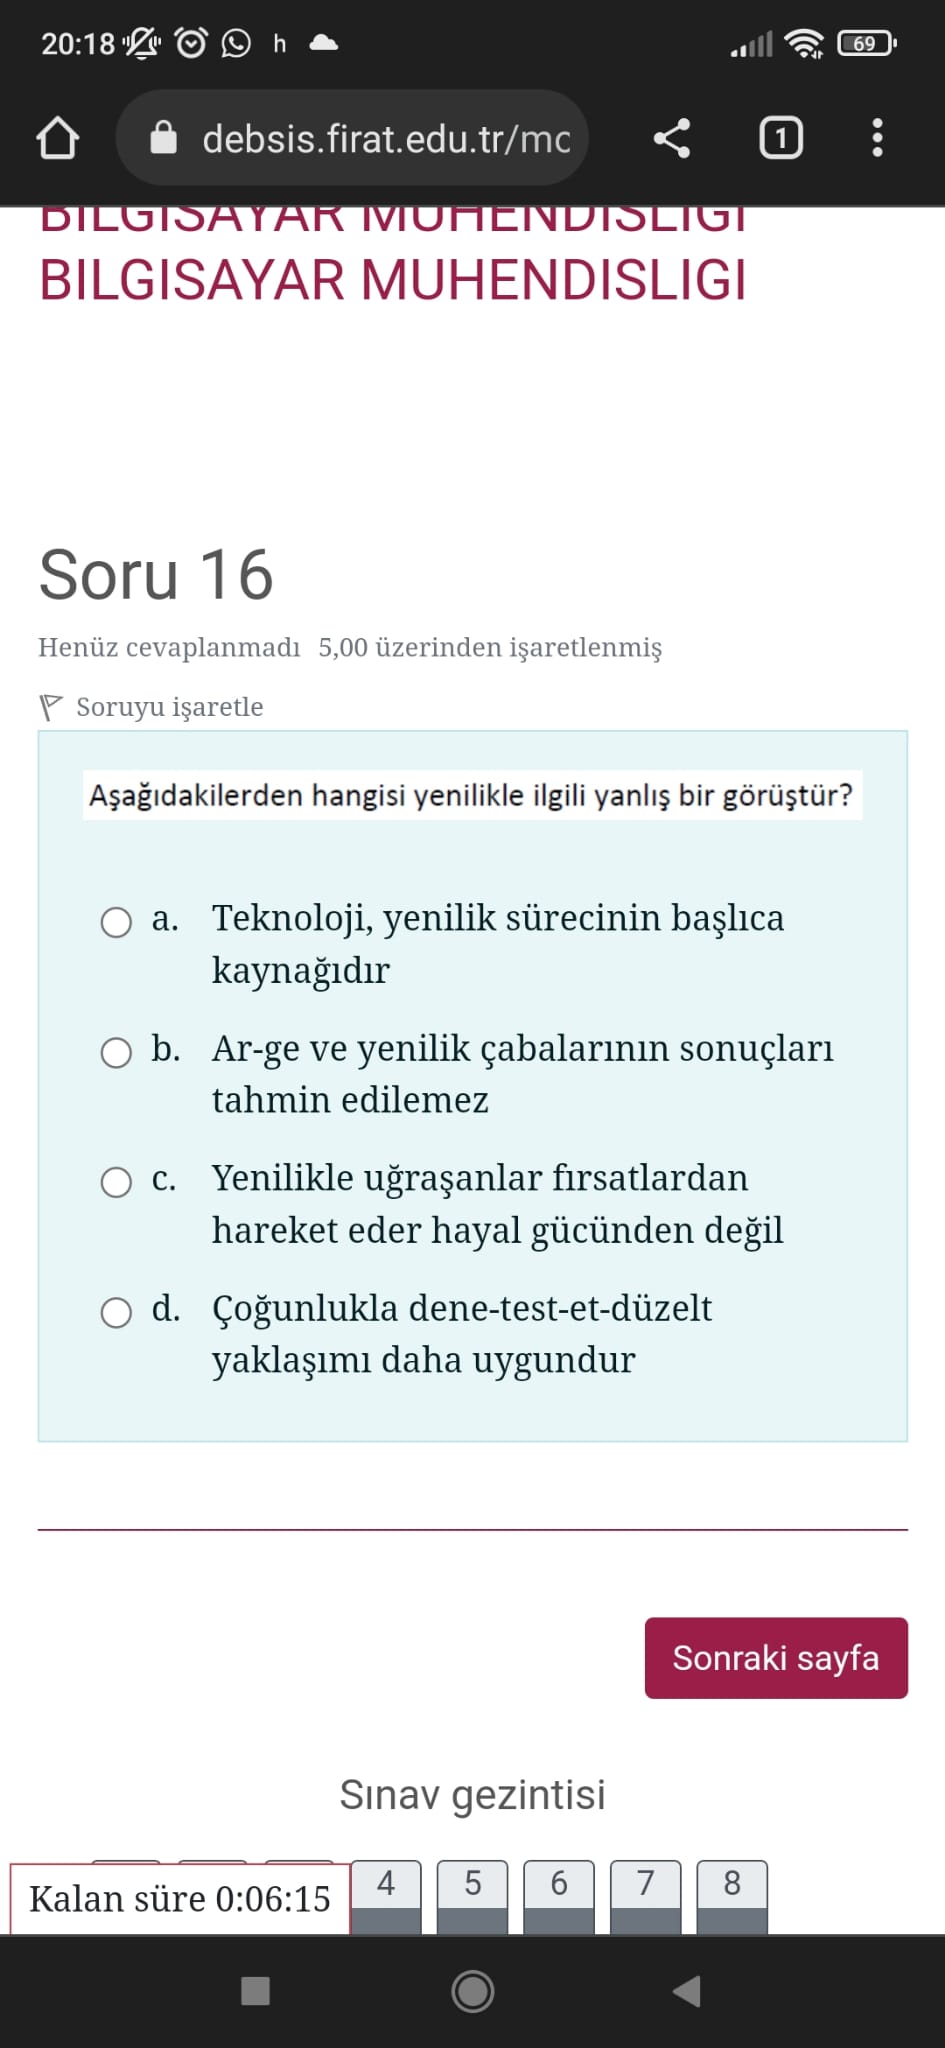 20:18 h 69
debsis.firat.edu.tr/mc 1
BILGISAYAR MUHENDISLIGI
BILGISAYAR MUHENDISLIGI
Soru 16
Henüz cevaplanmadı 5,00 üzerinden işaretlenmiş
Soruyu işaretle
Aşağıdakilerden hangisi yenilikle ilgili yanlış bir görüştür?
a. Teknoloji, yenilik sürecinin başlıca
kaynağıdır
b. Ar-ge ve yenilik çabalarının sonuçları
tahmin edilemez
c. Yenilikle uğraşanlar fırsatlardan
hareket eder hayal gücünden değil
d. Çoğunlukla dene-test-et-düzelt
yaklaşımı daha uygundur
Sonraki sayfa
Sınav gezintisi
Kalan süre 0:06:15 4 5 6 7 8